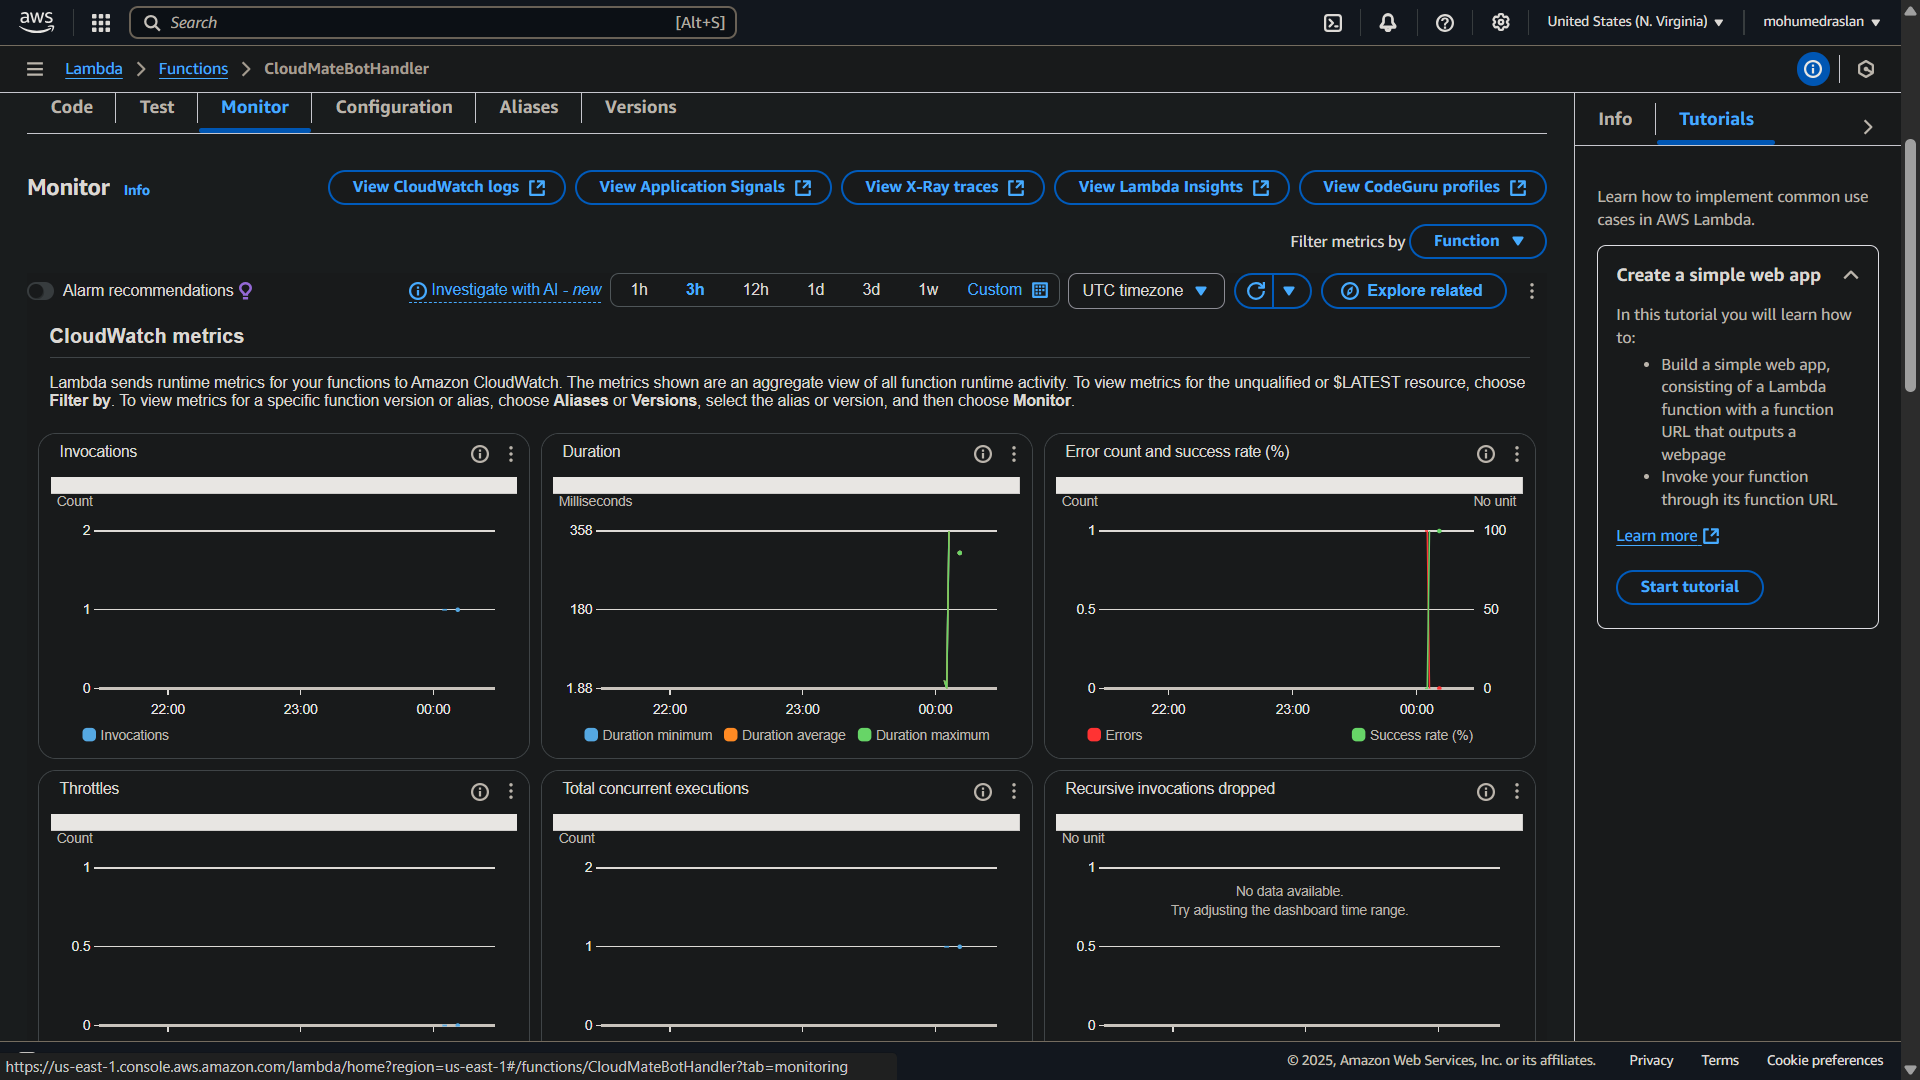 aws
Search
[Alt+S]
United States (N. Virginia)
mohumedraslan
Lambda
Functions
CloudMateBotHandler
Code
Test
Monitor
Configuration
Aliases
Versions
Info
Tutorials
Monitor
Info
View CloudWatch logs
View Application Signals
View X-Ray traces
View Lambda Insights
View CodeGuru profiles
Filter metrics by
Function
Alarm recommendations
Investigate with AI - new
1h
3h
12h
1d
3d
1w
Custom
UTC timezone
Explore related
CloudWatch metrics
Lambda sends runtime metrics for your functions to Amazon CloudWatch. The metrics shown are an aggregate view of all function runtime activity. To view metrics for the unqualified or $LATEST resource, choose
Filter by. To view metrics for a specific function version or alias, choose Aliases or Versions, select the alias or version, and then choose Monitor.
Invocations
Count
2
1
0
22:00
23:00
00:00
Invocations
Duration
Milliseconds
358
180
1.88
22:00
23:00
00:00
Duration minimum
Duration average
Duration maximum
Error count and success rate (%)
Count
No unit
1
100
0.5
50
0
0
22:00
23:00
00:00
Errors
Success rate (%)
Throttles
Count
1
0.5
0
Total concurrent executions
Count
2
1
0
Recursive invocations dropped
No unit
1
No data available.
Try adjusting the dashboard time range.
0.5
0
Learn how to implement common use
cases in AWS Lambda.
Create a simple web app
In this tutorial you will learn how
to:
• Build a simple web app,
consisting of a Lambda
function with a function
URL that outputs a
webpage
• Invoke your function
through its function URL
Learn more
Start tutorial
https://us-east-1.console.aws.amazon.com/lambda/home?region=us-east-1#/functions/CloudMateBotHandler?tab=monitoring
© 2025, Amazon Web Services, Inc. or its affiliates.
Privacy
Terms
Cookie preferences